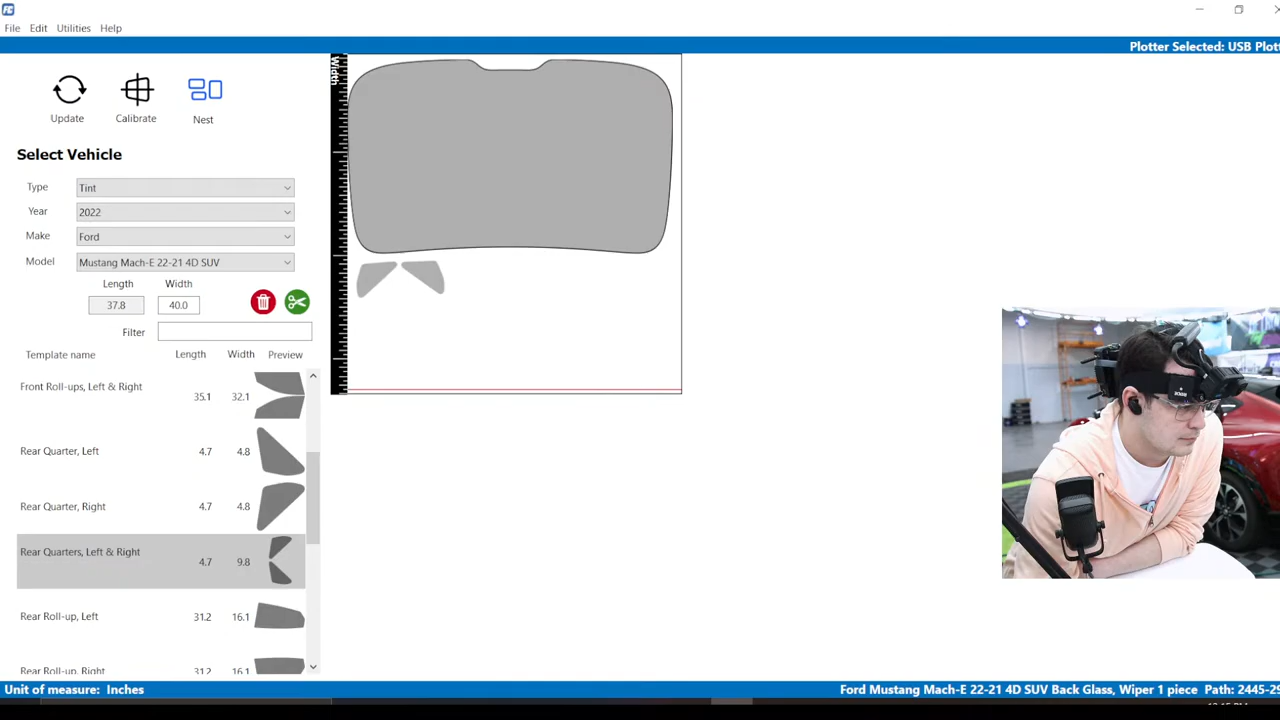 File Edit Utilities Help
Plotter Selected: USB Plott
Update Calibrate Nest
Select Vehicle
Type Tint
Year 2022
Make Ford
Model Mustang Mach-E 22-21 4D SUV
Length Width
37.8 40.0
Filter
Template name Length Width Preview
Front Roll-ups, Left & Right 35.1 32.1
Rear Quarter, Left 4.7 4.8
Rear Quarter, Right 4.7 4.8
Rear Quarters, Left & Right 4.7 9.8
Rear Roll-up, Left 31.2 16.1
Rear Roll-up, Right 31.2 16.1
Width
Unit of measure: Inches
Ford Mustang Mach-E 22-21 4D SUV Back Glass, Wiper 1 piece Path: 2445-29